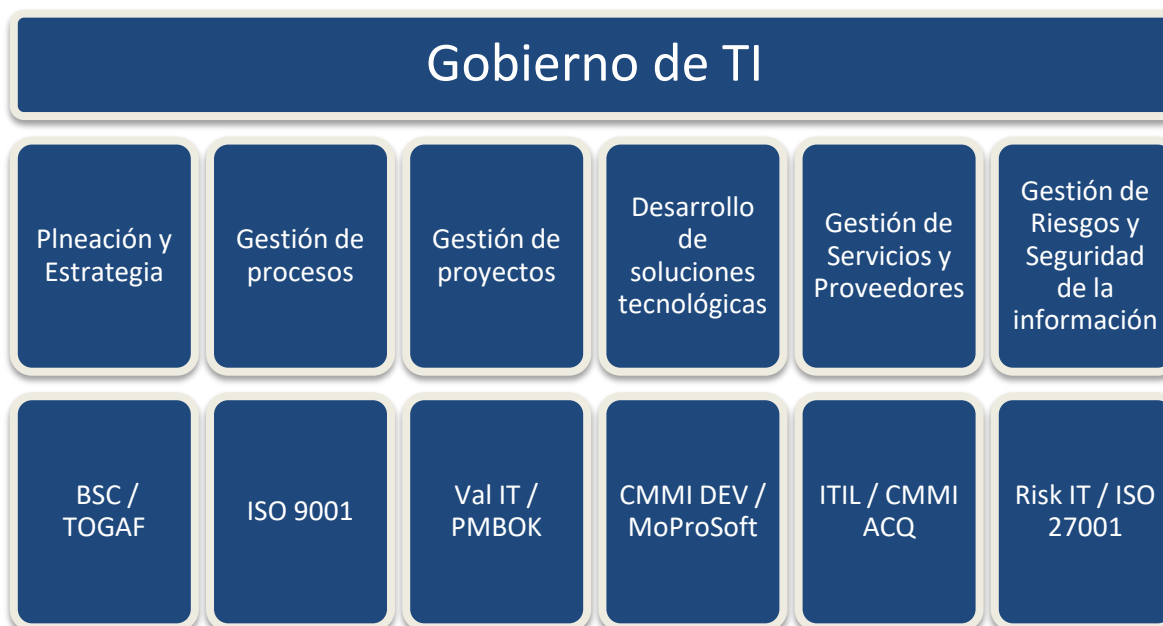 Gobierno de TI
Plneación y
Estrategia
Gestión de
procesos
Gestión de
proyectos
Desarrollo
de
soluciones
tecnológicas
Gestión de
Servicios y
Proveedores
Gestión de
Riesgos y
Seguridad
de la
información
BSC /
TOGAF
ISO 9001
Val IT /
PMBOK
CMMI DEV /
MoProSoft
ITIL / CMMI
ACQ
Risk IT / ISO
27001